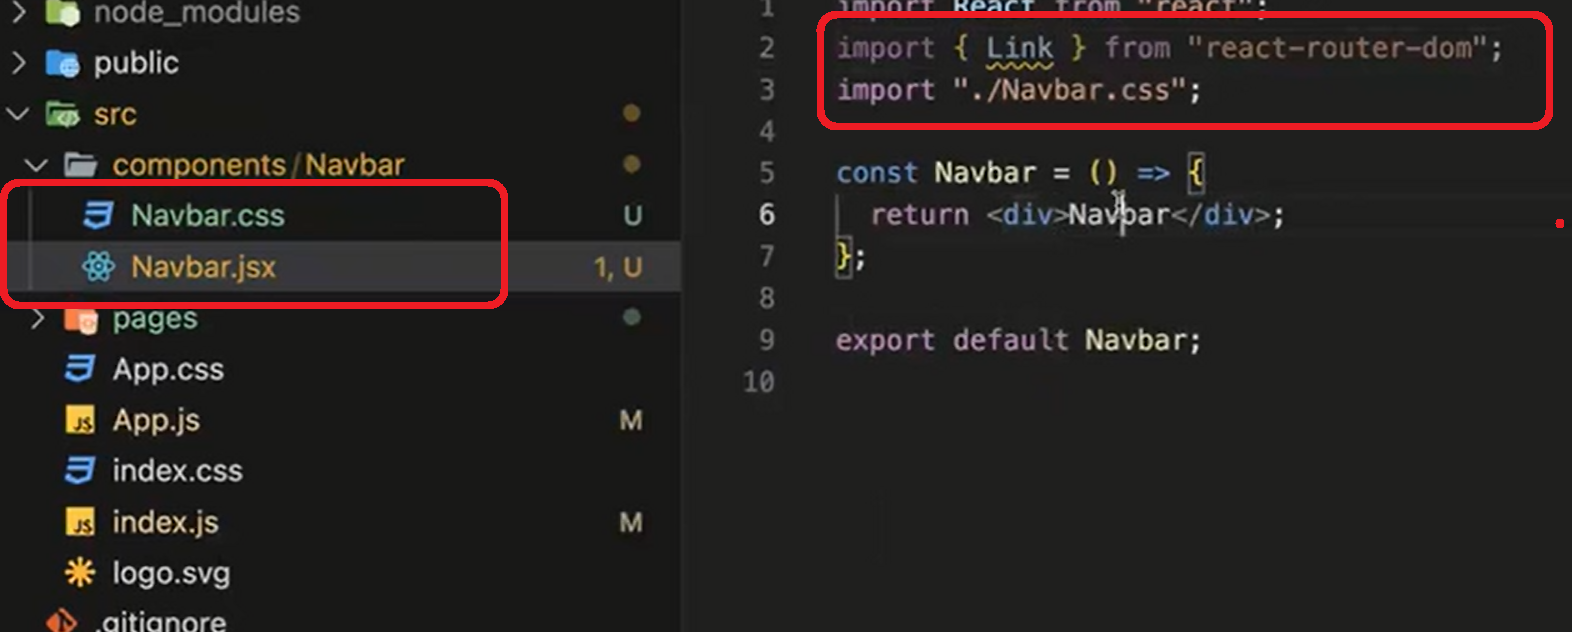 node_modules
public
src
components/Navbar
Navbar.css U
Navbar.jsx 1, U
pages
App.css
JS App.js M
index.css
JS index.js M
logo.svg
.gitignore
1 import React from "react";
2 import { Link } from "react-router-dom";
3 import "./Navbar.css";
4
5 const Navbar = () => {
6 return <div>Navbar</div>;
7 };
8
9 export default Navbar;
10